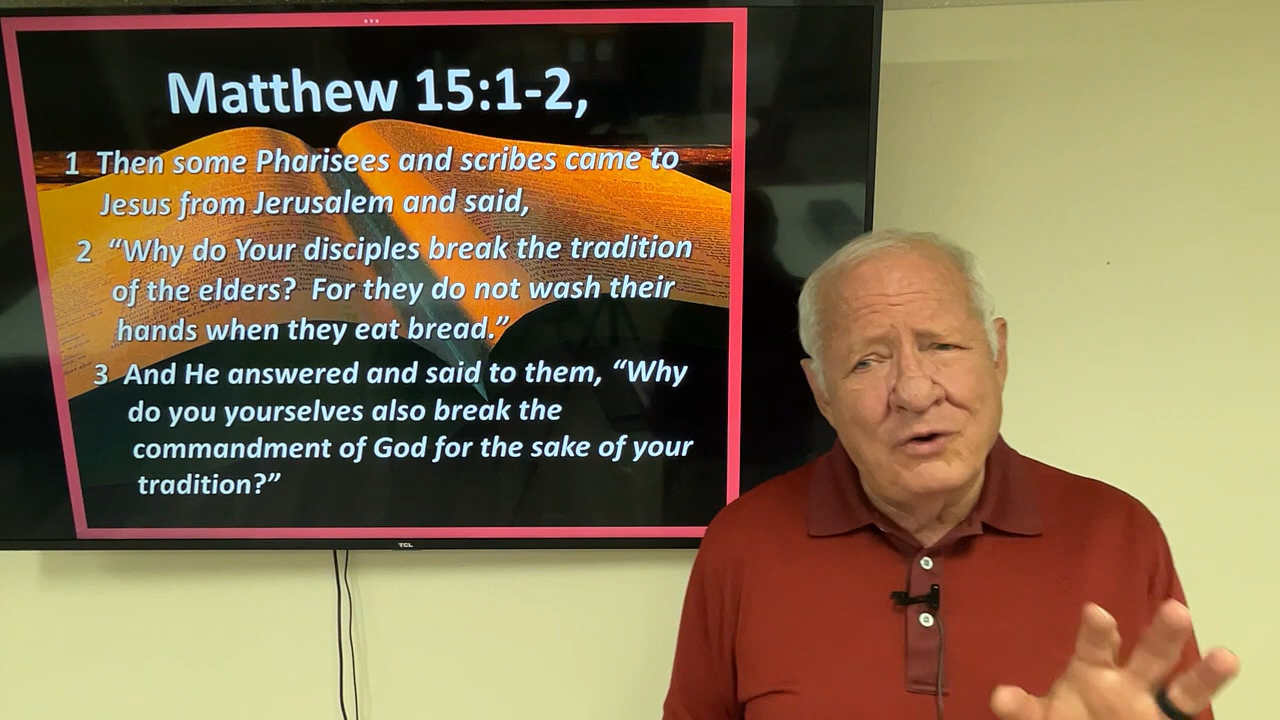 Matthew 15:1-2,
1 Then some Pharisees and scribes came to
Jesus from Jerusalem and said,
2 “Why do Your disciples break the tradition
of the elders? For they do not wash their
hands when they eat bread.”
3 And He answered and said to them, “Why
do you yourselves also break the
commandment of God for the sake of your
tradition?”
TCL